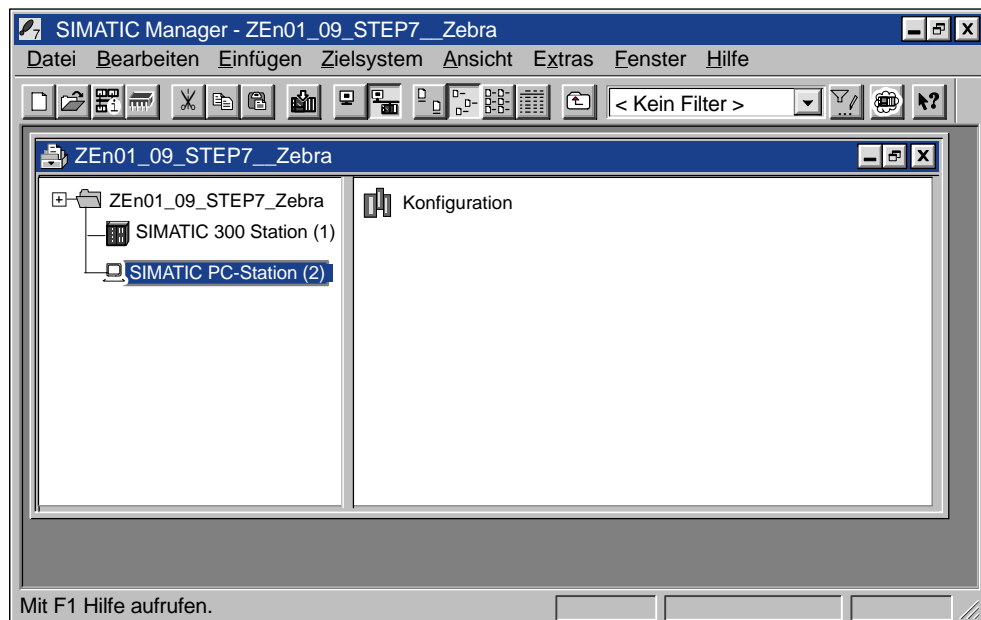 SIMATIC Manager - ZEn01_09_STEP7__Zebra
Datei Bearbeiten Einfügen Zielsystem Ansicht Extras Fenster Hilfe
< Kein Filter >
ZEn01_09_STEP7__Zebra
ZEn01_09_STEP7_Zebra
SIMATIC 300 Station (1)
SIMATIC PC-Station (2)
Konfiguration
Mit F1 Hilfe aufrufen.